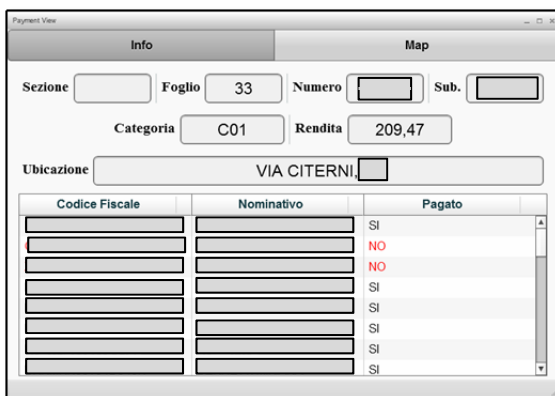 Payment View
Info Map
Sezione Foglio 33 Numero Sub.
Categoria C01 Rendita 209,47
Ubicazione VIA CITERNI,
Codice Fiscale Nominativo Pagato
SI
NO
NO
SI
SI
SI
SI
SI